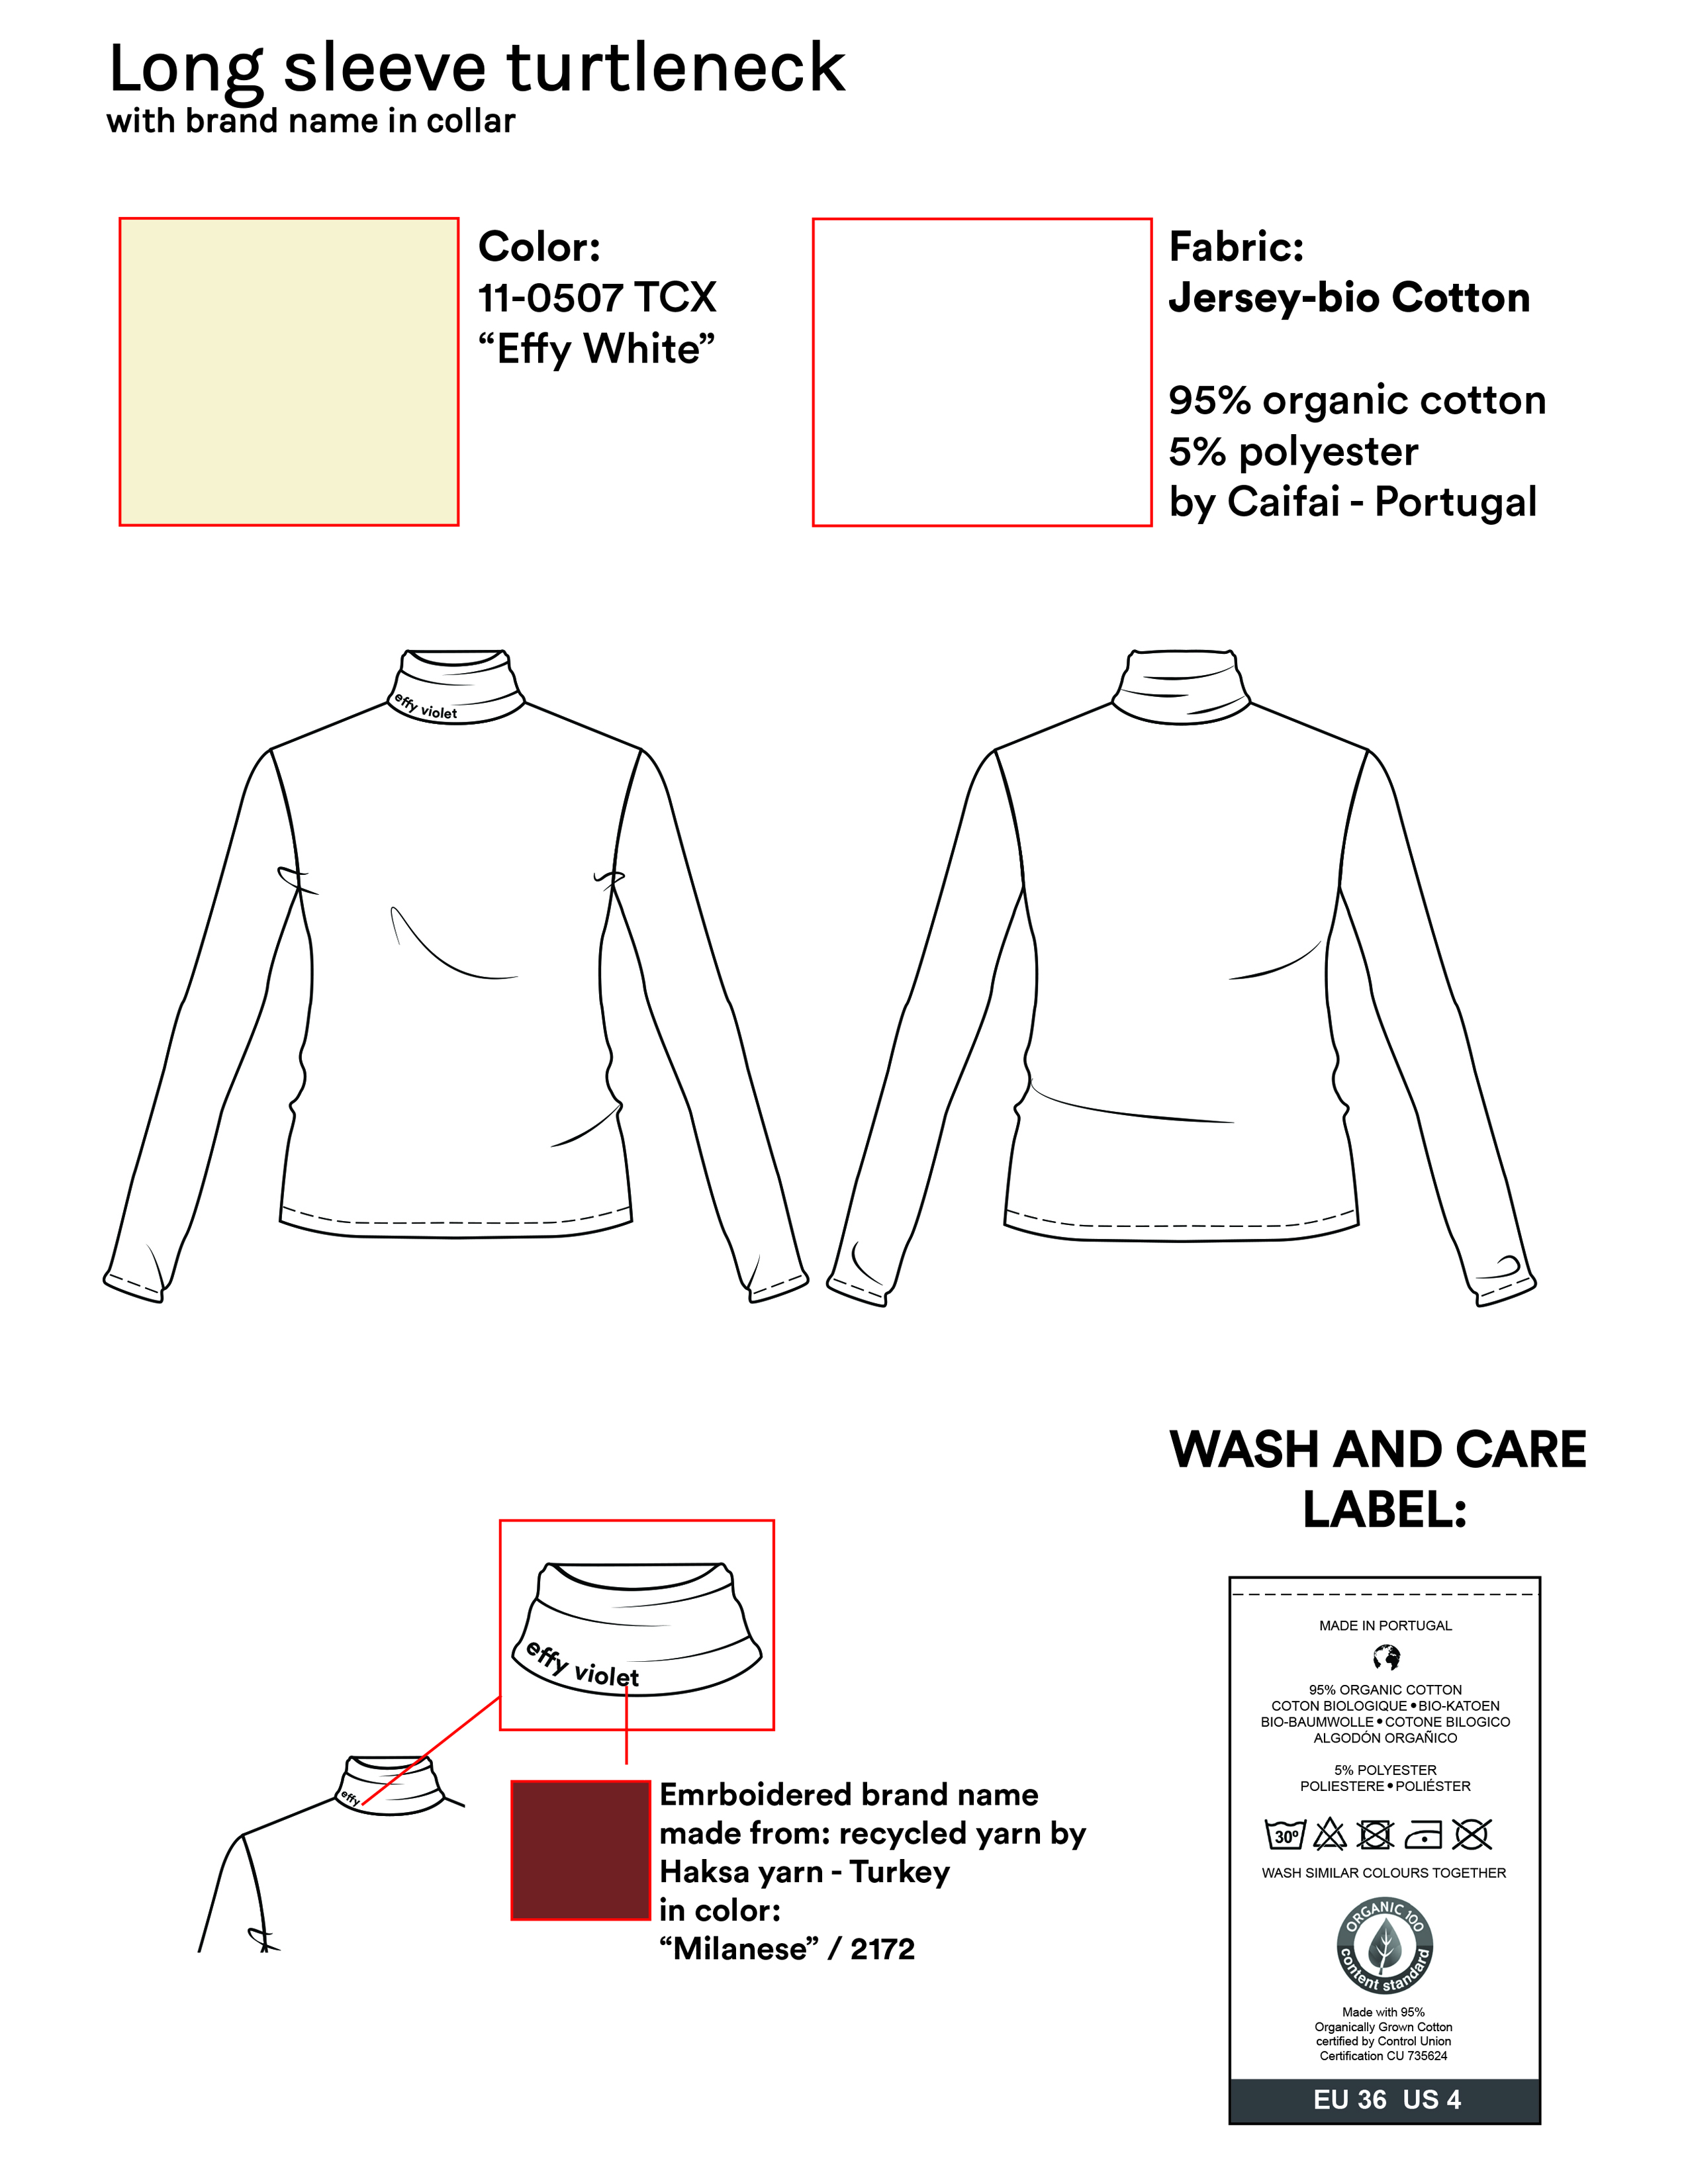 Long sleeve turtleneck
with brand name in collar
Color:
11-0507 TCX
“Effy White”
Fabric:
Jersey-bio Cotton
95% organic cotton
5% polyester
by Caifai - Portugal
effy violet
WASH AND CARE
LABEL:
effy violet
effy
Emrboidered brand name
made from: recycled yarn by
Haksa yarn - Turkey
in color:
“Milanese” / 2172
MADE IN PORTUGAL
95% ORGANIC COTTON
COTON BIOLOGIQUE • BIO-KATOEN
BIO-BAUMWOLLE • COTONE BILOGICO
ALGODÓN ORGAÑICO
5% POLYESTER
POLIESTERE • POLIÉSTER
30º
WASH SIMILAR COLOURS TOGETHER
ORGANIC 100
content standard
Made with 95%
Organically Grown Cotton
certified by Control Union
Certification CU 735624
EU 36 US 4